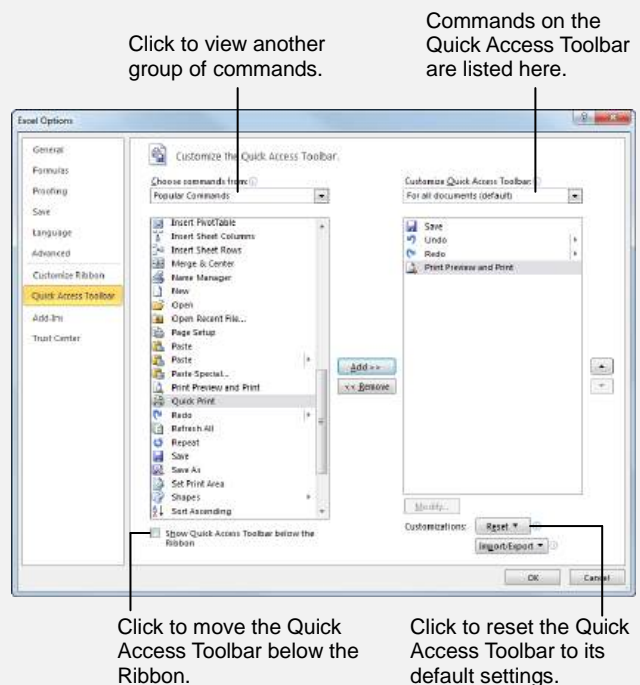 Commands on the
Quick Access Toolbar
are listed here.
Click to view another
group of commands.
Excel Options
General
Formulas
Proofing
Save
Language
Advanced
Customize Ribbon
Quick Access Toolbar
Add-Ins
Trust Center
Customize the Quick Access Toolbar.
Choose commands from:
Popular Commands
Insert PivotTable
Insert Sheet Columns
Insert Sheet Rows
Merge & Center
Name Manager
New
Open
Open Recent File...
Page Setup
Paste
Paste
Paste Special...
Print Preview and Print
Quick Print
Redo
Refresh All
Repeat
Save
Save As
Set Print Area
Shapes
Sort Ascending
Show Quick Access Toolbar below the
Ribbon
Add >>
<< Remove
Customize Quick Access Toolbar:
For all documents (default)
Save
Undo
Redo
Print Preview and Print
Modify...
Customizations:
Reset
Import/Export
OK
Cancel
Click to move the Quick
Access Toolbar below the
Ribbon.
Click to reset the Quick
Access Toolbar to its
default settings.